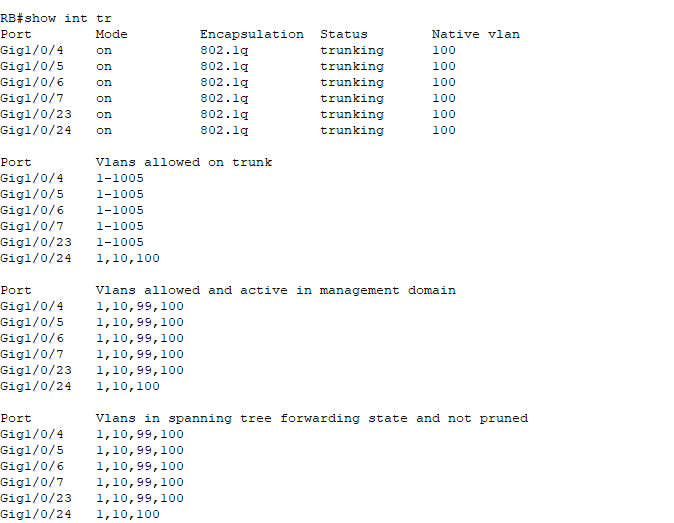 RB#show int tr
Port        Mode         Encapsulation  Status        Native vlan
Gig1/0/4    on           802.1q         trunking      100
Gig1/0/5    on           802.1q         trunking      100
Gig1/0/6    on           802.1q         trunking      100
Gig1/0/7    on           802.1q         trunking      100
Gig1/0/23   on           802.1q         trunking      100
Gig1/0/24   on           802.1q         trunking      100

Port        Vlans allowed on trunk
Gig1/0/4    1-1005
Gig1/0/5    1-1005
Gig1/0/6    1-1005
Gig1/0/7    1-1005
Gig1/0/23   1-1005
Gig1/0/24   1,10,100

Port        Vlans allowed and active in management domain
Gig1/0/4    1,10,99,100
Gig1/0/5    1,10,99,100
Gig1/0/6    1,10,99,100
Gig1/0/7    1,10,99,100
Gig1/0/23   1,10,99,100
Gig1/0/24   1,10,100

Port        Vlans in spanning tree forwarding state and not pruned
Gig1/0/4    1,10,99,100
Gig1/0/5    1,10,99,100
Gig1/0/6    1,10,99,100
Gig1/0/7    1,10,99,100
Gig1/0/23   1,10,99,100
Gig1/0/24   1,10,100